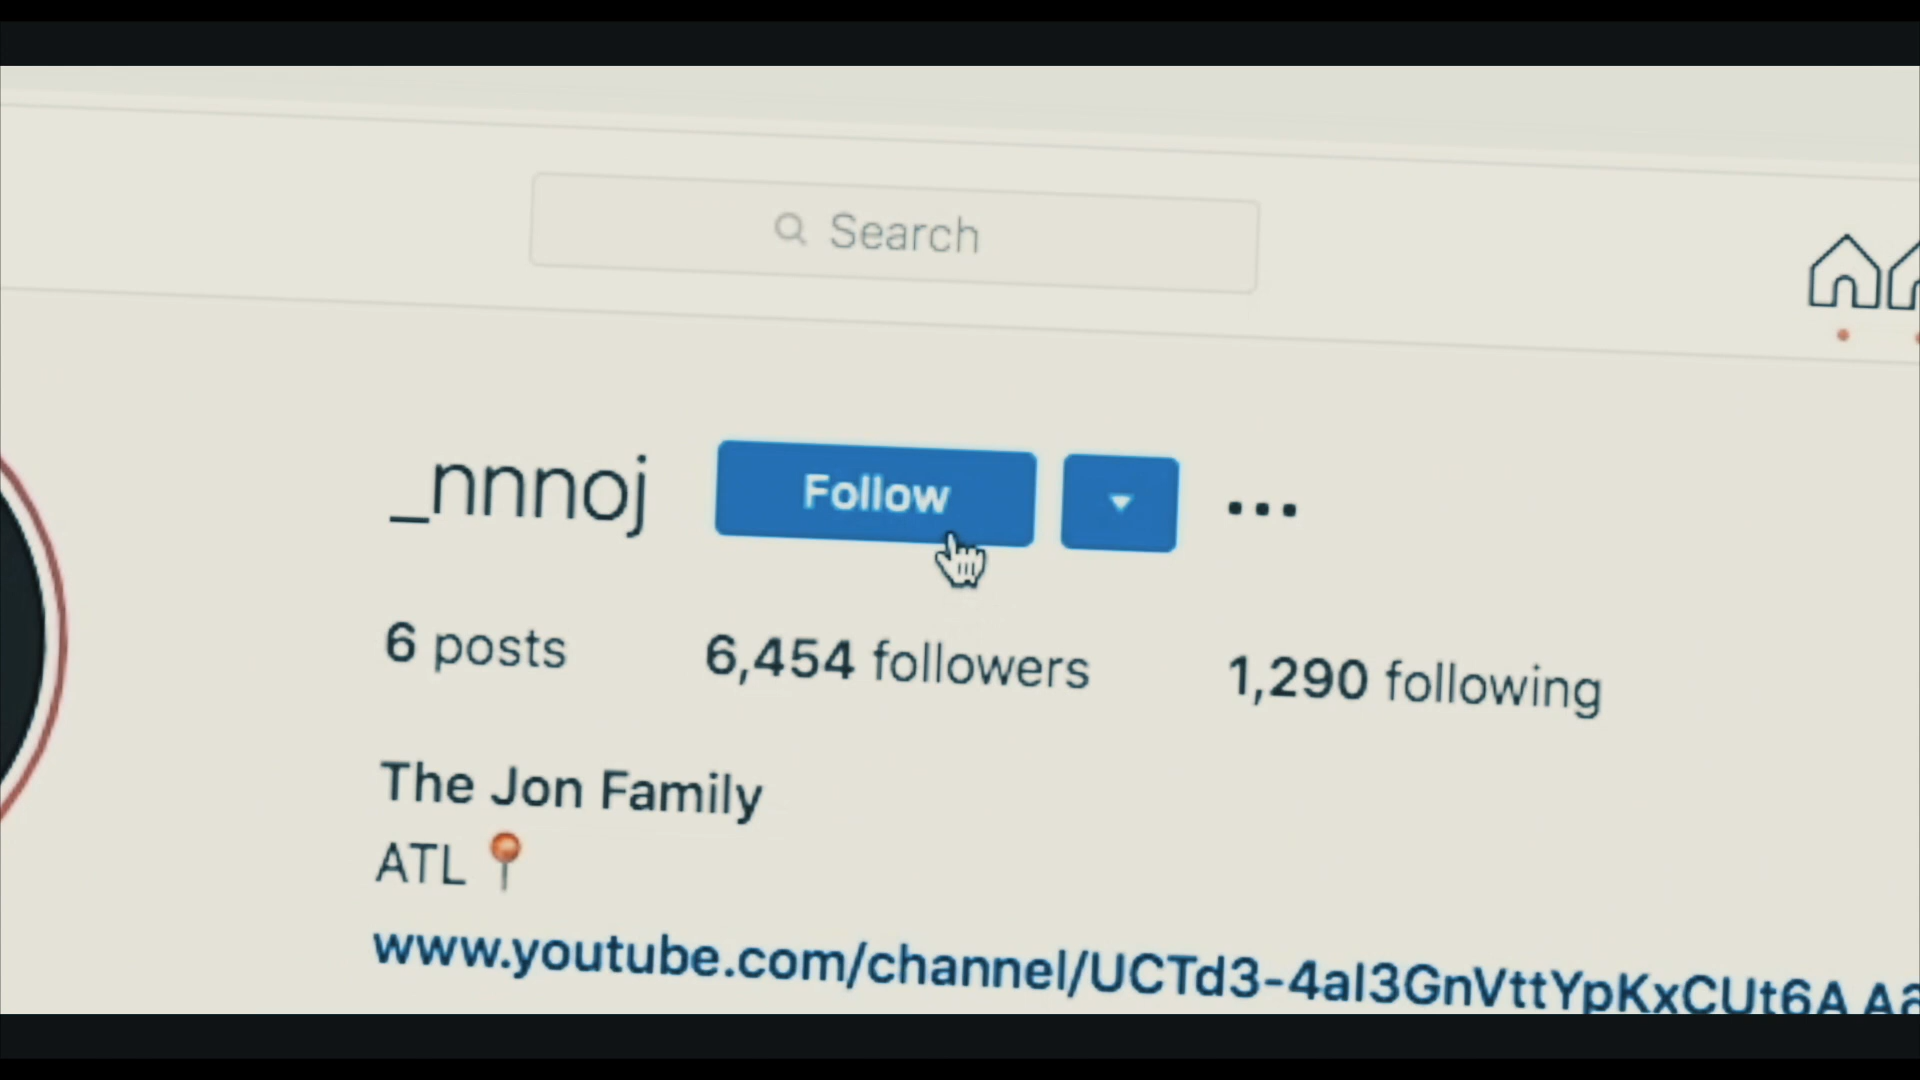 Search
_nnnoj Follow ...
6 posts 6,454 followers 1,290 following
The Jon Family
ATL 📍
www.youtube.com/channel/UCTd3-4aI3GnVttYpKxCUt6A